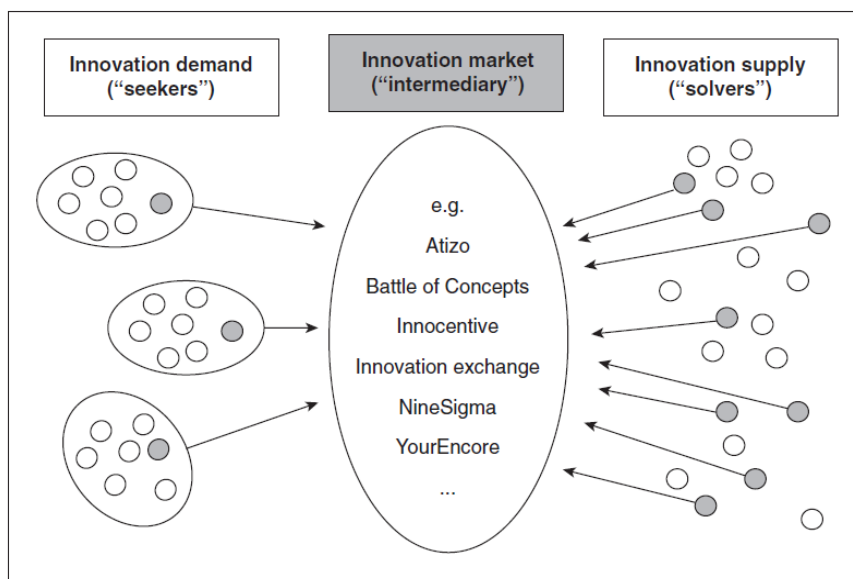 Innovation demand
(“seekers”)
Innovation market
(“intermediary”)
Innovation supply
(“solvers”)
e.g.
Atizo
Battle of Concepts
Innocentive
Innovation exchange
NineSigma
YourEncore
...